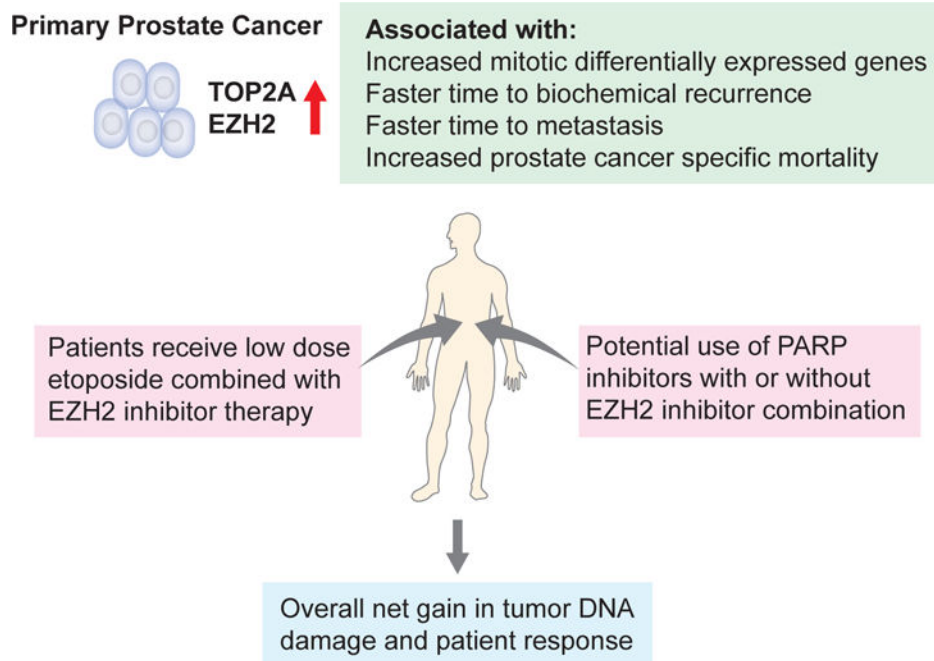 Primary Prostate Cancer
TOP2A
EZH2
Associated with:
Increased mitotic differentially expressed genes
Faster time to biochemical recurrence
Faster time to metastasis
Increased prostate cancer specific mortality
Patients receive low dose
etoposide combined with
EZH2 inhibitor therapy
Potential use of PARP
inhibitors with or without
EZH2 inhibitor combination
Overall net gain in tumor DNA
damage and patient response